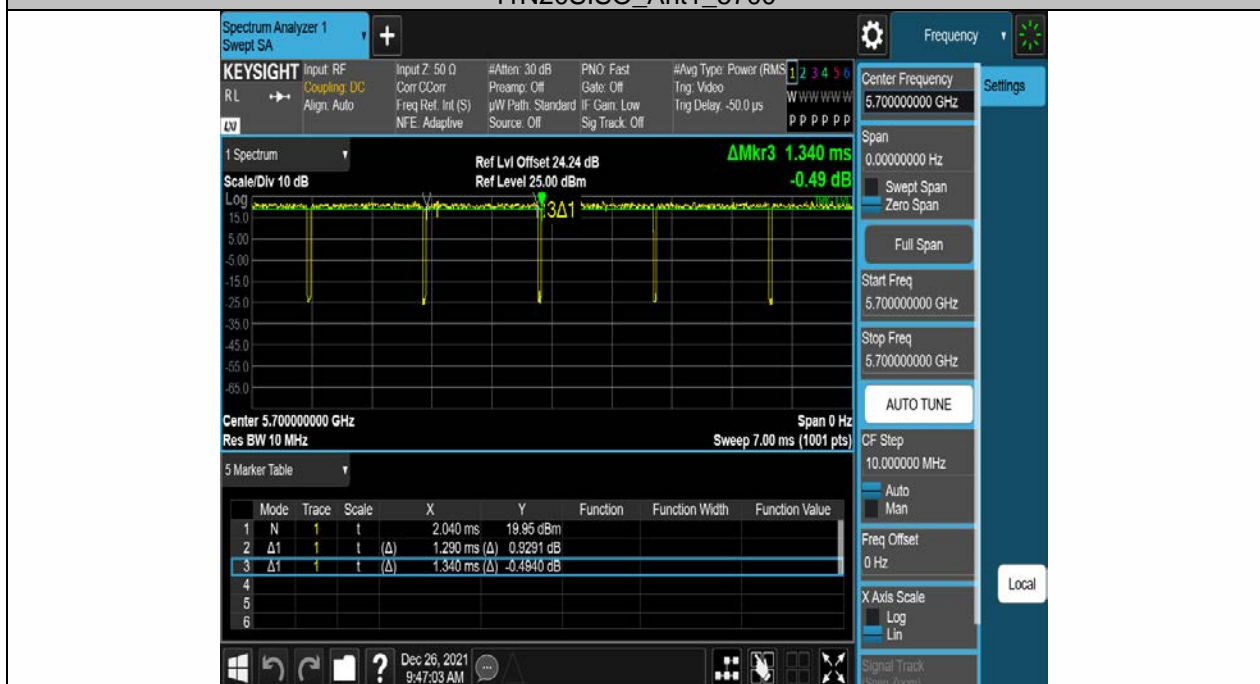 Spectrum Analyzer 1
Swept SA
+
Frequency
KEYSIGHT
RL
LXI
Input: RF
Coupling: DC
Align: Auto
Input Z: 50 Ω
Corr CCorr
Freq Ref: Int (S)
NFE: Adaptive
#Atten: 30 dB
Preamp: Off
µW Path: Standard
Source: Off
PNO: Fast
Gate: Off
IF Gain: Low
Sig Track: Off
#Avg Type: Power (RMS
Trig: Video
Trig Delay: -50.0 µs
1 2 3 4 5 6
W W W W W W
P P P P P P
1 Spectrum
Scale/Div 10 dB
Ref Lvl Offset 24.24 dB
Ref Level 25.00 dBm
ΔMkr3 1.340 ms
-0.49 dB
Log
15.0
5.00
-5.00
-15.0
-25.0
-35.0
-45.0
-55.0
-65.0
3Δ1
Center 5.700000000 GHz
Res BW 10 MHz
Span 0 Hz
Sweep 7.00 ms (1001 pts)
5 Marker Table
Mode Trace Scale X Y Function Function Width Function Value
1 N 1 t 2.040 ms 19.95 dBm
2 Δ1 1 t (Δ) 1.290 ms (Δ) 0.9291 dB
3 Δ1 1 t (Δ) 1.340 ms (Δ) -0.4940 dB
4
5
6
?
Dec 26, 2021
9:47:03 AM
Center Frequency
5.700000000 GHz
Span
0.00000000 Hz
Swept Span
Zero Span
Full Span
Start Freq
5.700000000 GHz
Stop Freq
5.700000000 GHz
AUTO TUNE
CF Step
10.000000 MHz
Auto
Man
Freq Offset
0 Hz
X Axis Scale
Log
Lin
Signal Track
Settings
Local